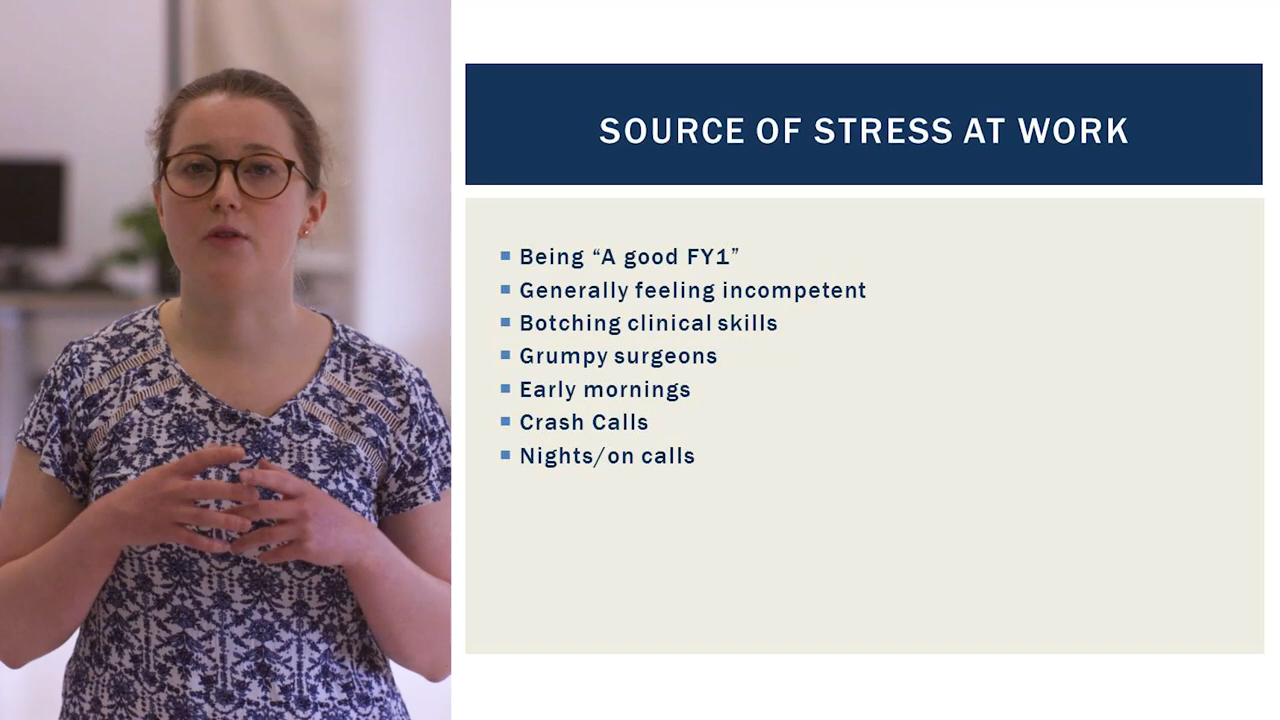 SOURCE OF STRESS AT WORK
Being “A good FY1”
Generally feeling incompetent
Botching clinical skills
Grumpy surgeons
Early mornings
Crash Calls
Nights/on calls